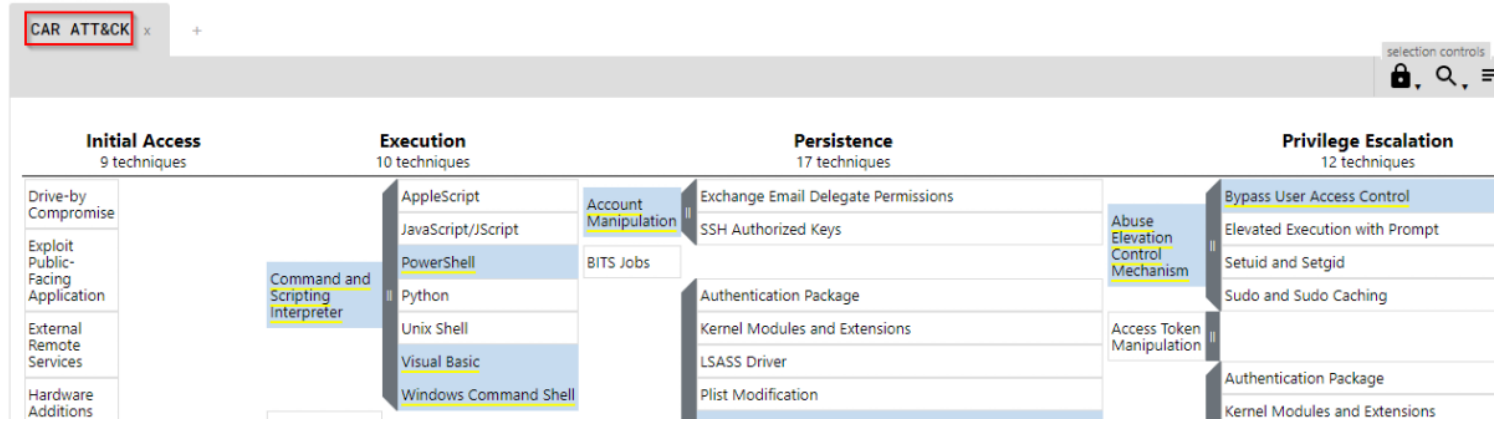 CAR ATT&CK x +
selection controls
Initial Access
9 techniques
Execution
10 techniques
Persistence
17 techniques
Privilege Escalation
12 techniques
Drive-by
Compromise
Exploit
Public-
Facing
Application
External
Remote
Services
Hardware
Additions
Command and
Scripting
Interpreter
AppleScript
JavaScript/JScript
PowerShell
Python
Unix Shell
Visual Basic
Windows Command Shell
Account
Manipulation
BITS Jobs
Exchange Email Delegate Permissions
SSH Authorized Keys
Authentication Package
Kernel Modules and Extensions
LSASS Driver
Plist Modification
Abuse
Elevation
Control
Mechanism
Access Token
Manipulation
Bypass User Access Control
Elevated Execution with Prompt
Setuid and Setgid
Sudo and Sudo Caching
Authentication Package
Kernel Modules and Extensions